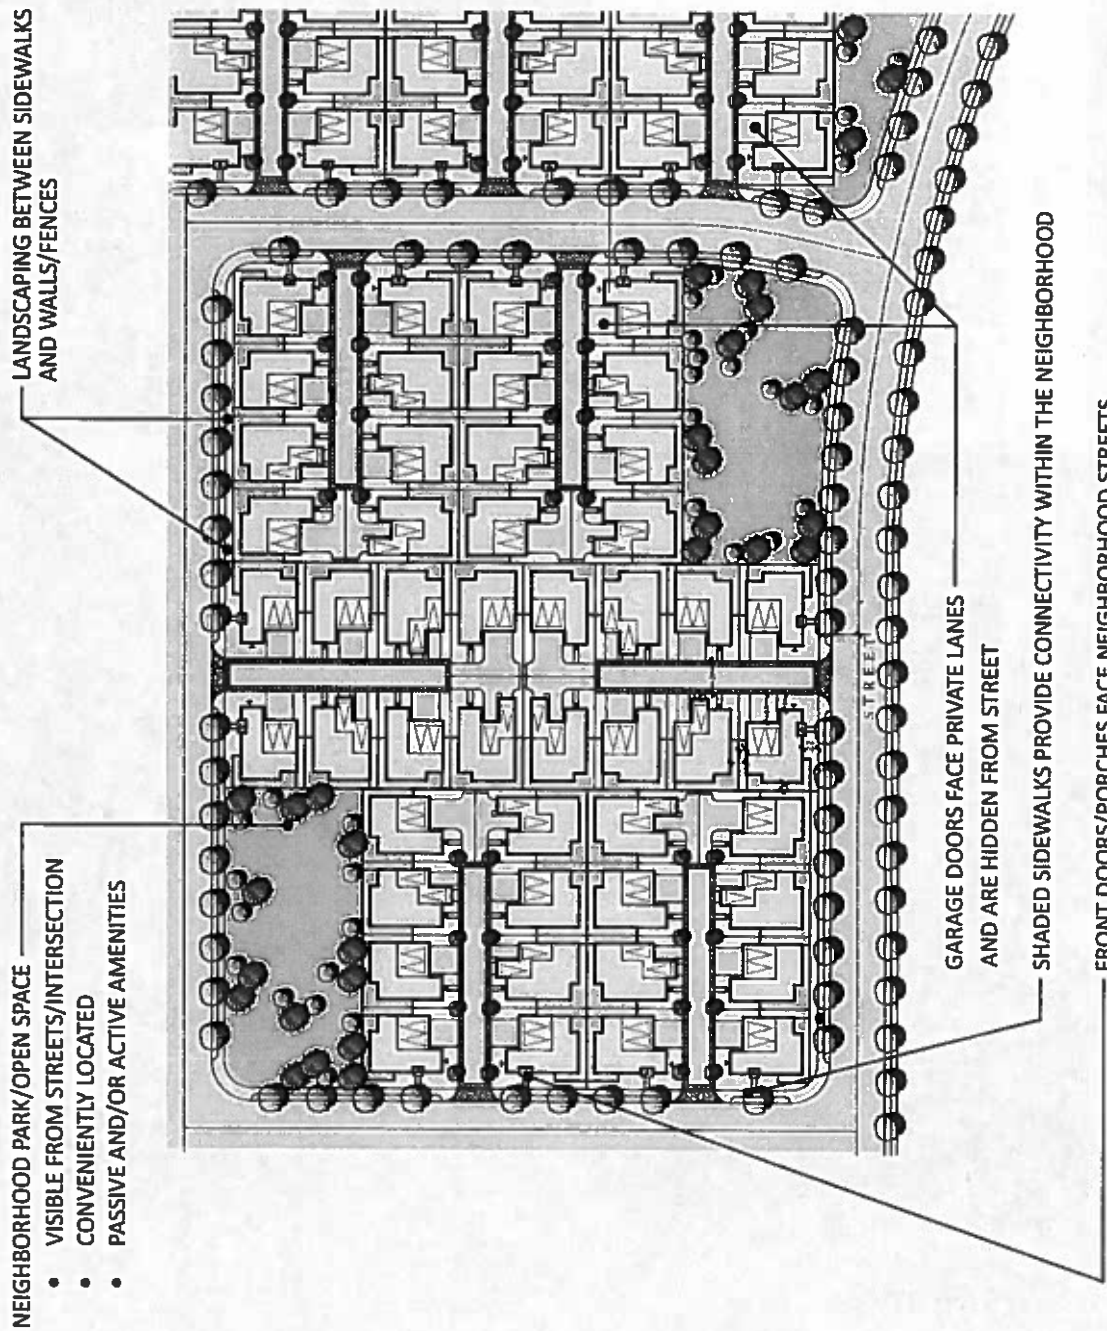 NEIGHBORHOOD PARK/OPEN SPACE
• VISIBLE FROM STREETS/INTERSECTION
• CONVENIENTLY LOCATED
• PASSIVE AND/OR ACTIVE AMENITIES
LANDSCAPING BETWEEN SIDEWALKS
AND WALLS/FENCES
STREET
GARAGE DOORS FACE PRIVATE LANES
AND ARE HIDDEN FROM STREET
SHADED SIDEWALKS PROVIDE CONNECTIVITY WITHIN THE NEIGHBORHOOD
FRONT DOORS/PORCHES FACE NEIGHBORHOOD STREETS